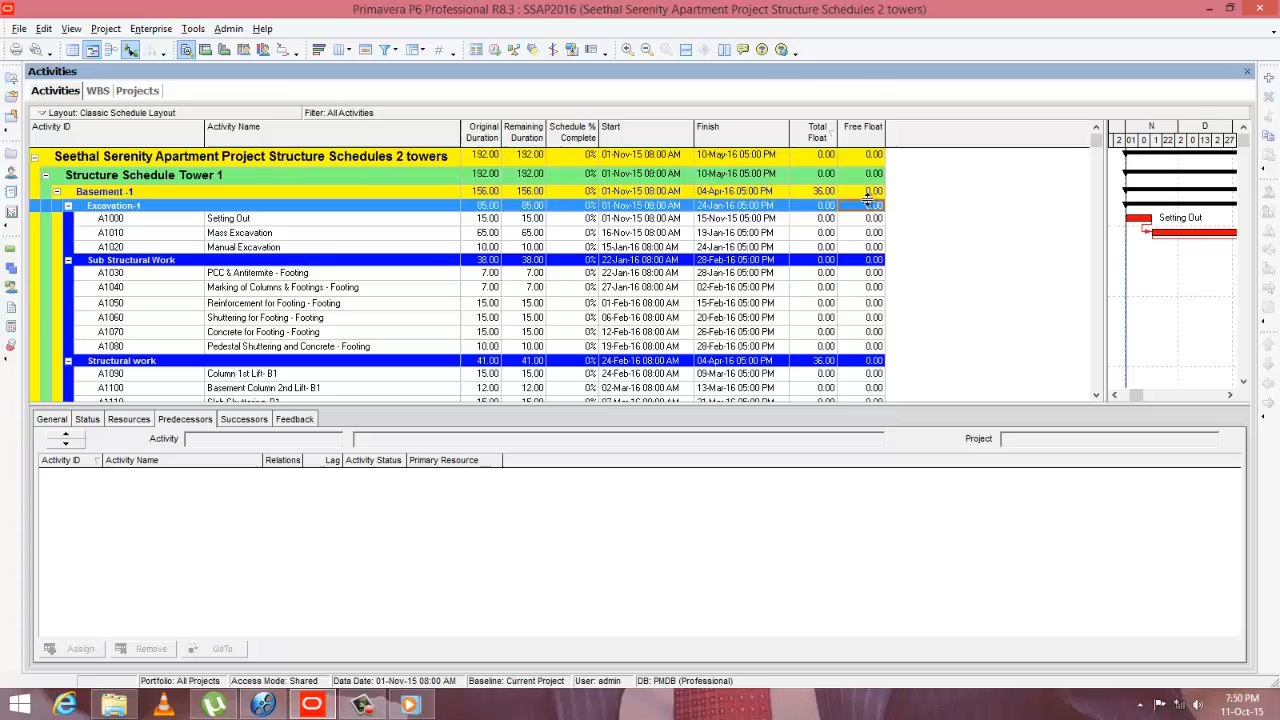 Primavera P6 Professional R8.3 : SSAP2016 (Seethal Serenity Apartment Project Structure Schedules 2 towers)
File Edit View Project Enterprise Tools Admin Help
Activities
Activities WBS Projects
Layout: Classic Schedule Layout Filter: All Activities
Activity ID Activity Name Original Duration Remaining Duration Schedule % Complete Start Finish Total Float Free Float N D
2 01 0 1 2 0 13 2 27
Seethal Serenity Apartment Project Structure Schedules 2 towers 192.00 192.00 0% 01-Nov-15 08:00 AM 10-May-16 05:00 PM 0.00 0.00
Structure Schedule Tower 1 192.00 192.00 0% 01-Nov-15 08:00 AM 10-May-16 05:00 PM 0.00 0.00
Basement -1 156.00 156.00 0% 01-Nov-15 08:00 AM 04-Apr-16 05:00 PM 36.00 0.00
Excavation-1 85.00 85.00 0% 01-Nov-15 08:00 AM 24-Jan-16 05:00 PM 0.00 0.00
A1000 Setting Out 15.00 15.00 0% 01-Nov-15 08:00 AM 15-Nov-15 05:00 PM 0.00 0.00 Setting Out
A1010 Mass Excavation 65.00 65.00 0% 16-Nov-15 08:00 AM 19-Jan-16 05:00 PM 0.00 0.00
A1020 Manual Excavation 10.00 10.00 0% 15-Jan-16 08:00 AM 24-Jan-16 05:00 PM 0.00 0.00
Sub Structural Work 38.00 38.00 0% 22-Jan-16 08:00 AM 28-Feb-16 05:00 PM 0.00 0.00
A1030 PCC & Antitermite - Footing 7.00 7.00 0% 22-Jan-16 08:00 AM 28-Jan-16 05:00 PM 0.00 0.00
A1040 Marking of Columns & Footings - Footing 7.00 7.00 0% 27-Jan-16 08:00 AM 02-Feb-16 05:00 PM 0.00 0.00
A1050 Reinforcement for Footing - Footing 15.00 15.00 0% 01-Feb-16 08:00 AM 15-Feb-16 05:00 PM 0.00 0.00
A1060 Shuttering for Footing - Footing 15.00 15.00 0% 06-Feb-16 08:00 AM 20-Feb-16 05:00 PM 0.00 0.00
A1070 Concrete for Footing - Footing 15.00 15.00 0% 12-Feb-16 08:00 AM 26-Feb-16 05:00 PM 0.00 0.00
A1080 Pedestal Shuttering and Concrete - Footing 10.00 10.00 0% 19-Feb-16 08:00 AM 28-Feb-16 05:00 PM 0.00 0.00
Structural work 41.00 41.00 0% 24-Feb-16 08:00 AM 04-Apr-16 05:00 PM 36.00 0.00
A1090 Column 1st Lift- B1 15.00 15.00 0% 24-Feb-16 08:00 AM 09-Mar-16 05:00 PM 0.00 0.00
A1100 Basement Column 2nd Lift- B1 12.00 12.00 0% 02-Mar-16 08:00 AM 13-Mar-16 05:00 PM 0.00 0.00
General Status Resources Predecessors Successors Feedback
Activity Project
Activity ID Activity Name Relations Lag Activity Status Primary Resource
Assign Remove GoTo
Portfolio: All Projects Access Mode: Shared Data Date: 01-Nov-15 08:00 AM Baseline: Current Project User: admin DB: PMDB (Professional)
7:50 PM
11-Oct-15